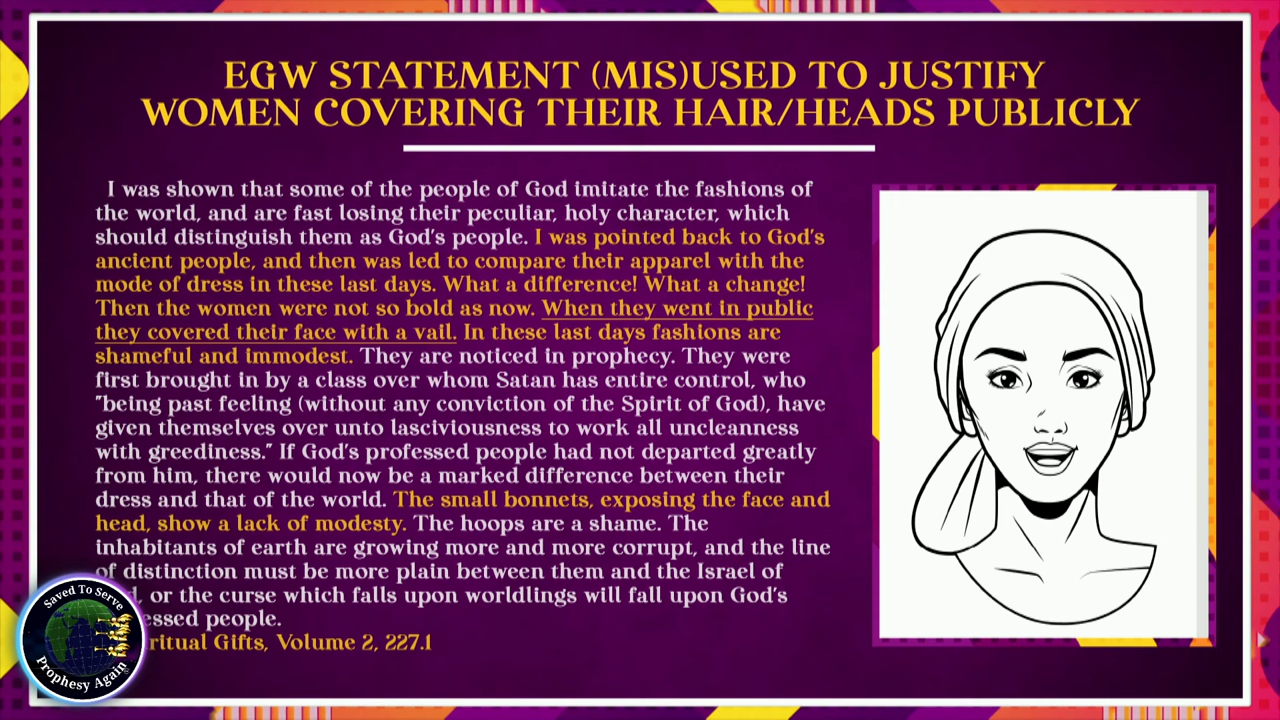 EGW STATEMENT (MIS)USED TO JUSTIFY
WOMEN COVERING THEIR HAIR/HEADS PUBLICLY
I was shown that some of the people of God imitate the fashions of
the world, and are fast losing their peculiar, holy character, which
should distinguish them as God's people. I was pointed back to God's
ancient people, and then was led to compare their apparel with the
mode of dress in these last days. What a difference! What a change!
Then the women were not so bold as now. When they went in public
they covered their face with a vail. In these last days fashions are
shameful and immodest. They are noticed in prophecy. They were
first brought in by a class over whom Satan has entire control, who
"being past feeling (without any conviction of the Spirit of God), have
given themselves over unto lasciviousness to work all uncleanness
with greediness." If God's professed people had not departed greatly
from him, there would now be a marked difference between their
dress and that of the world. The small bonnets, exposing the face and
head, show a lack of modesty. The hoops are a shame. The
inhabitants of earth are growing more and more corrupt, and the line
of distinction must be more plain between them and the Israel of
or the curse which falls upon worldlings will fall upon God's
people.
Gifts, Volume 2, 227.1
Saved To Serve
Prophesy Again